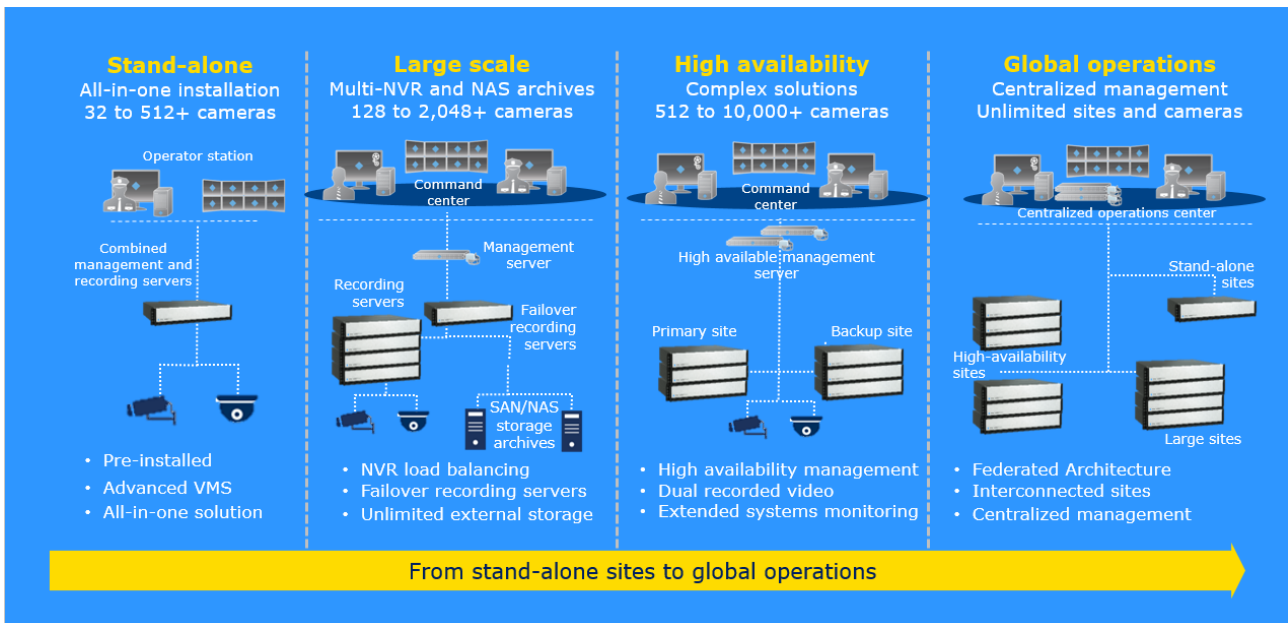 Stand-alone
All-in-one installation
32 to 512+ cameras
Operator station
Combined
management and
recording servers
• Pre-installed
• Advanced VMS
• All-in-one solution
Large scale
Multi-NVR and NAS archives
128 to 2,048+ cameras
Command
center
Management
server
Recording
servers
Failover
recording
servers
SAN/NAS
storage
archives
• NVR load balancing
• Failover recording servers
• Unlimited external storage
High availability
Complex solutions
512 to 10,000+ cameras
Command
center
High available management
server
Primary site
Backup site
• High availability management
• Dual recorded video
• Extended systems monitoring
Global operations
Centralized management
Unlimited sites and cameras
Centralized operations center
Stand-alone
sites
High-availability
sites
Large sites
• Federated Architecture
• Interconnected sites
• Centralized management
From stand-alone sites to global operations